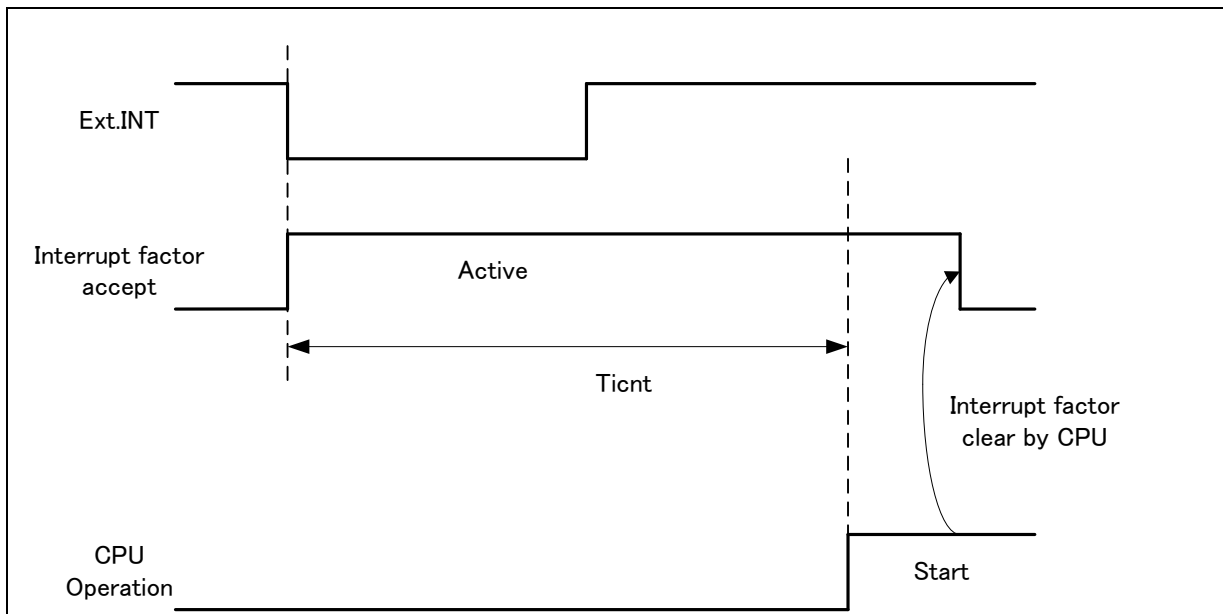 Ext.INT
Interrupt factor
accept
Active
Ticnt
Interrupt factor
clear by CPU
CPU
Operation
Start